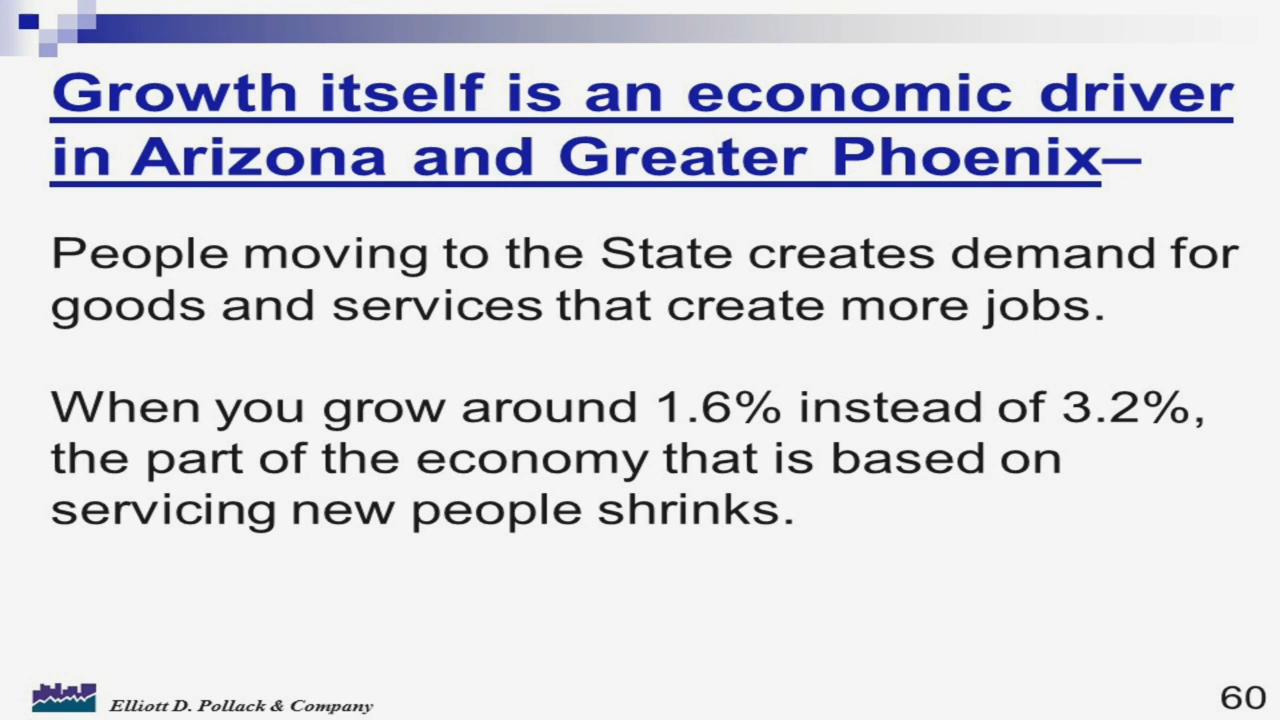 Growth itself is an economic driver
in Arizona and Greater Phoenix–
People moving to the State creates demand for
goods and services that create more jobs.
When you grow around 1.6% instead of 3.2%,
the part of the economy that is based on
servicing new people shrinks.
Elliott D. Pollack & Company
60